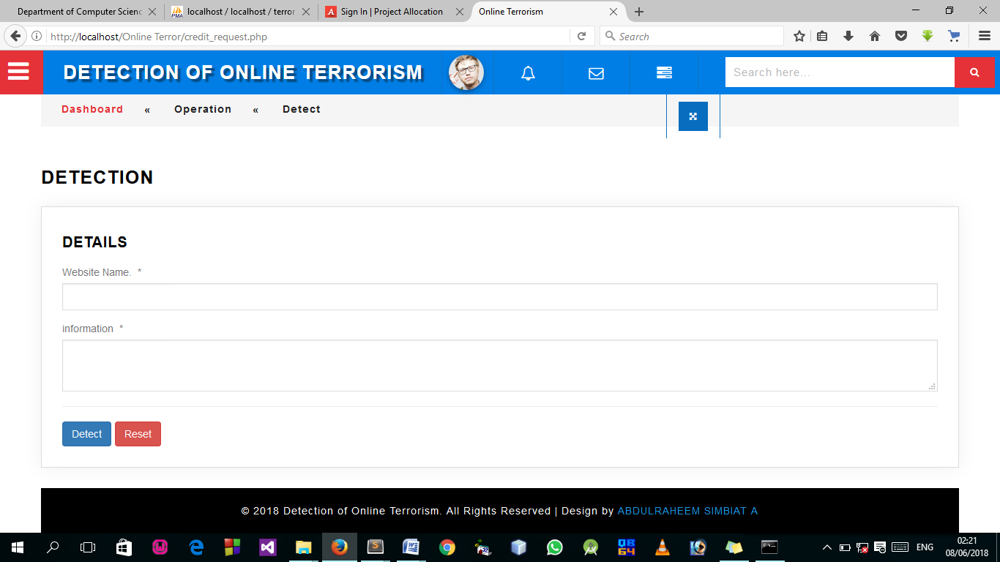 Department of Computer Scienc
localhost / localhost / terror
Sign In | Project Allocation
Online Terrorism
http://localhost/Online Terror/credit_request.php
Search
DETECTION OF ONLINE TERRORISM
Search here...
Dashboard « Operation « Detect
DETECTION
DETAILS
Website Name. *
information *
Detect
Reset
© 2018 Detection of Online Terrorism. All Rights Reserved | Design by ABDULRAHEEM SIMBIAT A
ENG
02:21
08/06/2018